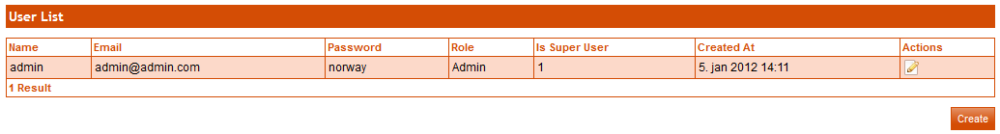 User List
Name Email Password Role Is Super User Created At Actions
admin admin@admin.com norway Admin 1 5. jan 2012 14:11
1 Result
Create